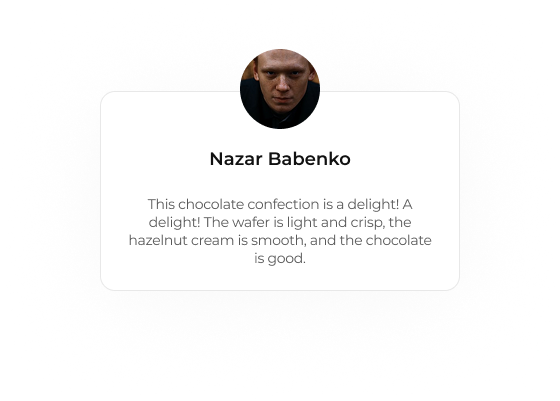 Nazar Babenko
This chocolate confection is a delight! A
delight! The wafer is light and crisp, the
hazelnut cream is smooth, and the chocolate
is good.